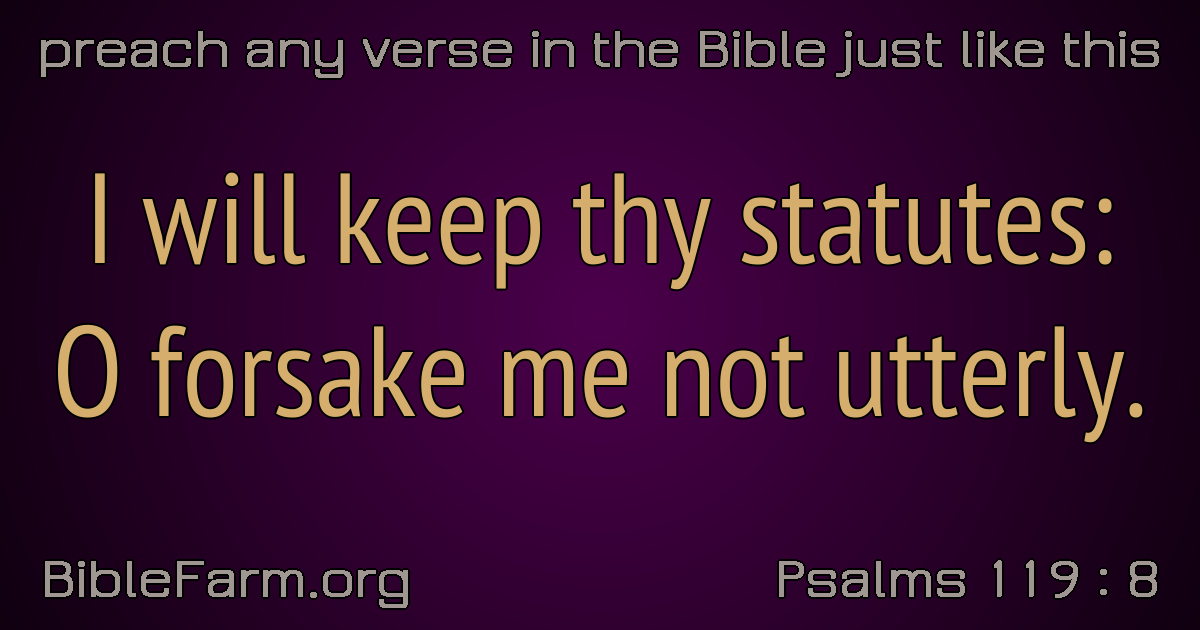 preach any verse in the Bible just like this
I will keep thy statutes:
O forsake me not utterly.
BibleFarm.org
Psalms 119 : 8